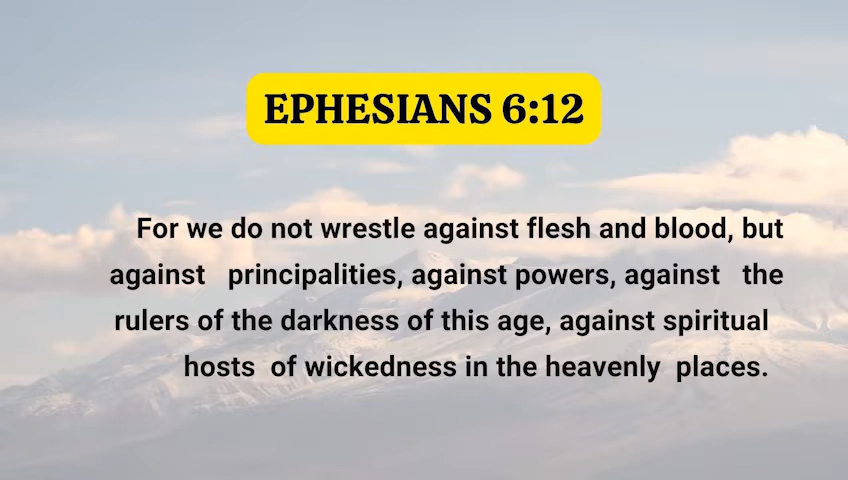 EPHESIANS 6:12
For we do not wrestle against flesh and blood, but
against principalities, against powers, against the
rulers of the darkness of this age, against spiritual
hosts of wickedness in the heavenly places.